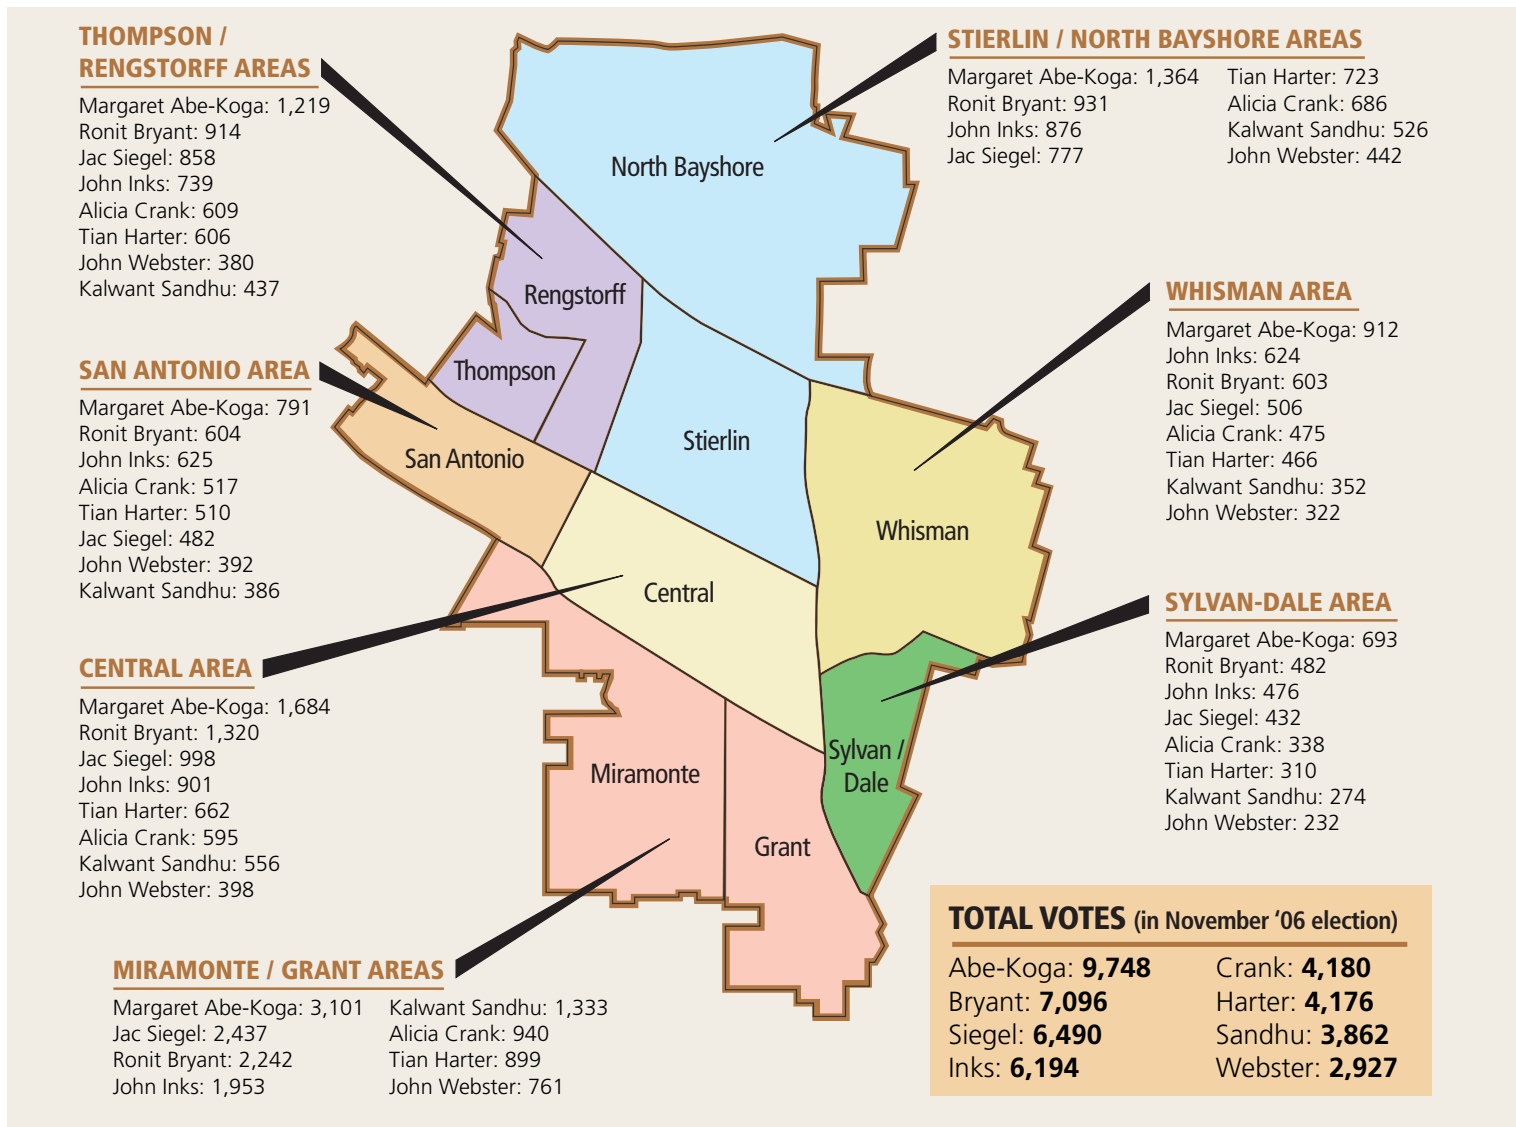 THOMPSON /
RENGSTORFF AREAS
Margaret Abe-Koga: 1,219
Ronit Bryant: 914
Jac Siegel: 858
John Inks: 739
Alicia Crank: 609
Tian Harter: 606
John Webster: 380
Kalwant Sandhu: 437
SAN ANTONIO AREA
Margaret Abe-Koga: 791
Ronit Bryant: 604
John Inks: 625
Alicia Crank: 517
Tian Harter: 510
Jac Siegel: 482
John Webster: 392
Kalwant Sandhu: 386
CENTRAL AREA
Margaret Abe-Koga: 1,684
Ronit Bryant: 1,320
Jac Siegel: 998
John Inks: 901
Tian Harter: 662
Alicia Crank: 595
Kalwant Sandhu: 556
John Webster: 398
MIRAMONTE / GRANT AREAS
Margaret Abe-Koga: 3,101
Jac Siegel: 2,437
Ronit Bryant: 2,242
John Inks: 1,953
Kalwant Sandhu: 1,333
Alicia Crank: 940
Tian Harter: 899
John Webster: 761
North Bayshore
Rengstorff
Thompson
San Antonio
Stierlin
Whisman
Central
Miramonte
Grant
Sylvan /
Dale
STIERLIN / NORTH BAYSHORE AREAS
Margaret Abe-Koga: 1,364
Ronit Bryant: 931
John Inks: 876
Jac Siegel: 777
Tian Harter: 723
Alicia Crank: 686
Kalwant Sandhu: 526
John Webster: 442
WHISMAN AREA
Margaret Abe-Koga: 912
John Inks: 624
Ronit Bryant: 603
Jac Siegel: 506
Alicia Crank: 475
Tian Harter: 466
Kalwant Sandhu: 352
John Webster: 322
SYLVAN-DALE AREA
Margaret Abe-Koga: 693
Ronit Bryant: 482
John Inks: 476
Jac Siegel: 432
Alicia Crank: 338
Tian Harter: 310
Kalwant Sandhu: 274
John Webster: 232
TOTAL VOTES (in November ‘06 election)
Abe-Koga: 9,748
Bryant: 7,096
Siegel: 6,490
Inks: 6,194
Crank: 4,180
Harter: 4,176
Sandhu: 3,862
Webster: 2,927